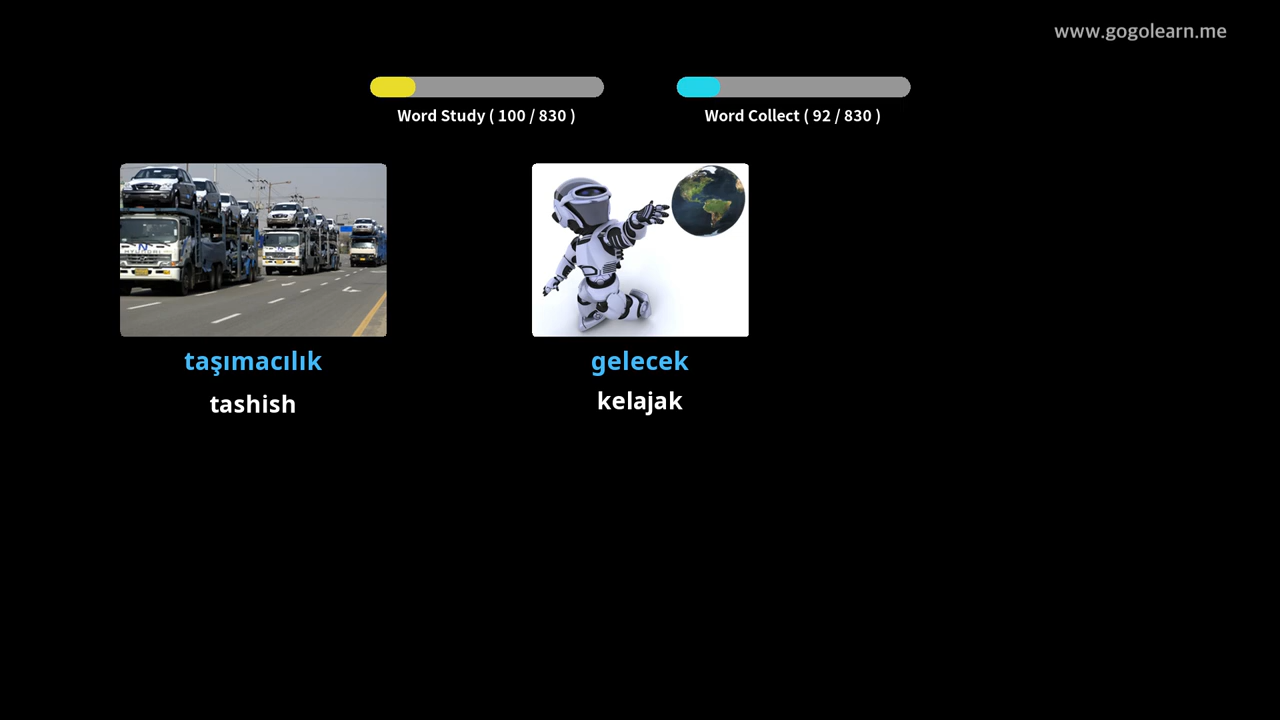 www.gogolearn.me
Word Study ( 100 / 830 )
Word Collect ( 92 / 830 )
taşımacılık
tashish
gelecek
kelajak